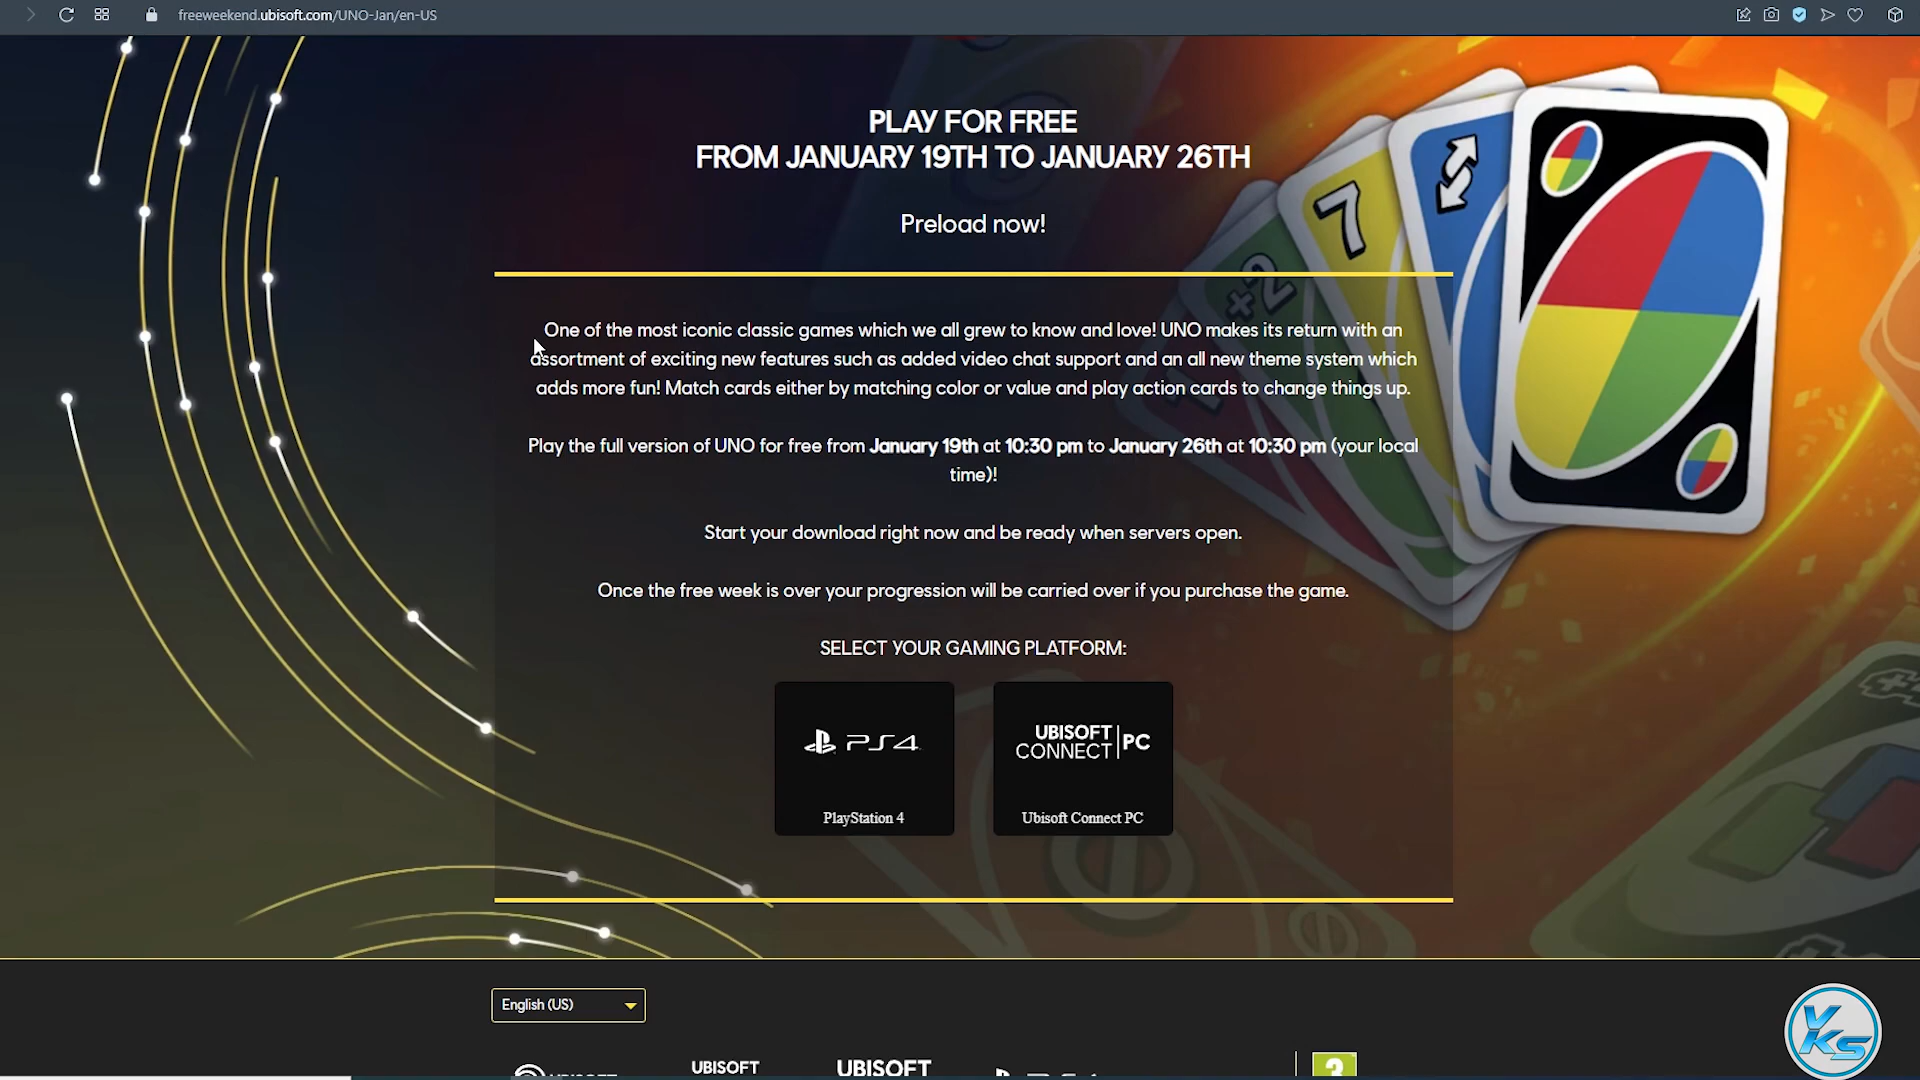 freeweekend.ubisoft.com/UNO-Jan/en-US
PLAY FOR FREE
FROM JANUARY 19TH TO JANUARY 26TH
Preload now!
One of the most iconic classic games which we all grew to know and love! UNO makes its return with an
assortment of exciting new features such as added video chat support and an all new theme system which
adds more fun! Match cards either by matching color or value and play action cards to change things up.
Play the full version of UNO for free from January 19th at 10:30 pm to January 26th at 10:30 pm (your local
time)!
Start your download right now and be ready when servers open.
Once the free week is over your progression will be carried over if you purchase the game.
SELECT YOUR GAMING PLATFORM:
PS4
PlayStation 4
UBISOFT
CONNECT | PC
Ubisoft Connect PC
+2
7
English (US)
UBISOFT UBISOFT UBISOFT PS4 3
VKS